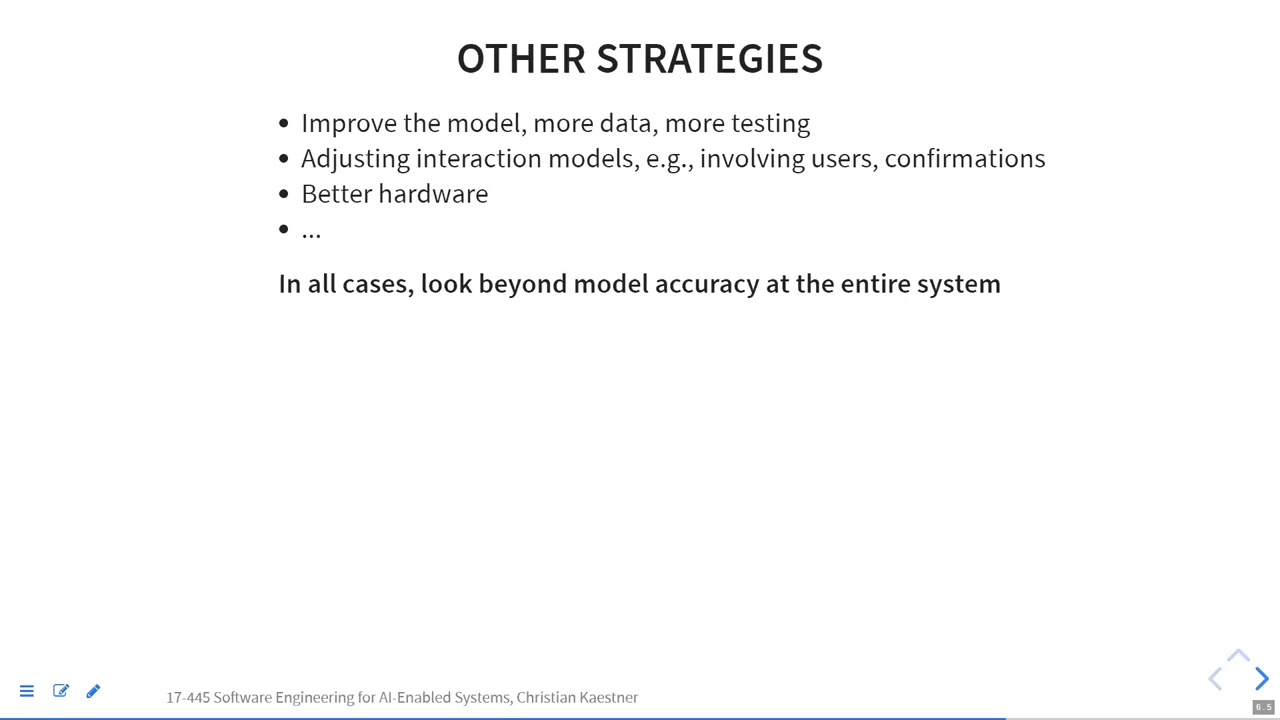 OTHER STRATEGIES
• Improve the model, more data, more testing
• Adjusting interaction models, e.g., involving users, confirmations
• Better hardware
• ...
In all cases, look beyond model accuracy at the entire system
17-445 Software Engineering for AI-Enabled Systems, Christian Kaestner
6.5